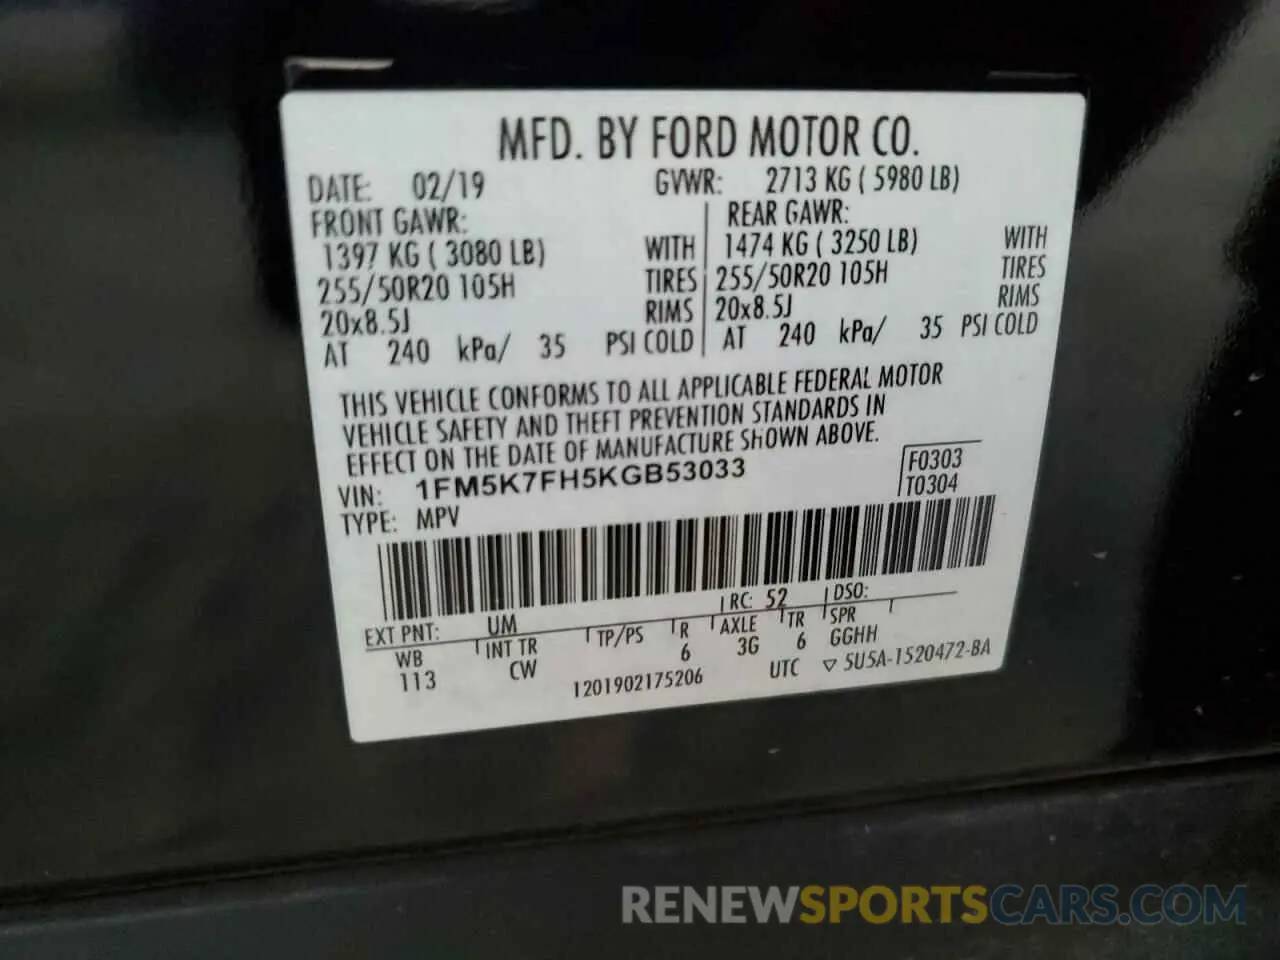 MFD. BY FORD MOTOR CO.
DATE: 02/19 GVWR: 2713 KG ( 5980 LB)
FRONT GAWR: REAR GAWR:
1397 KG ( 3080 LB) WITH 1474 KG ( 3250 LB) WITH
255/50R20 105H TIRES 255/50R20 105H TIRES
20x8.5J RIMS 20x8.5J RIMS
AT 240 kPa/ 35 PSI COLD AT 240 kPa/ 35 PSI COLD
THIS VEHICLE CONFORMS TO ALL APPLICABLE FEDERAL MOTOR
VEHICLE SAFETY AND THEFT PREVENTION STANDARDS IN
EFFECT ON THE DATE OF MANUFACTURE SHOWN ABOVE.
VIN: 1FM5K7FH5KGB53033 F0303
TYPE: MPV T0304
EXT PNT: UM RC: 52 DSO:
WB INT TR TP/PS R AXLE TR SPR
113 CW 6 3G 6 GGHH
1201902175206 UTC ▽ 5U5A-1520472-BA
RENEWSPORTSCARS.COM